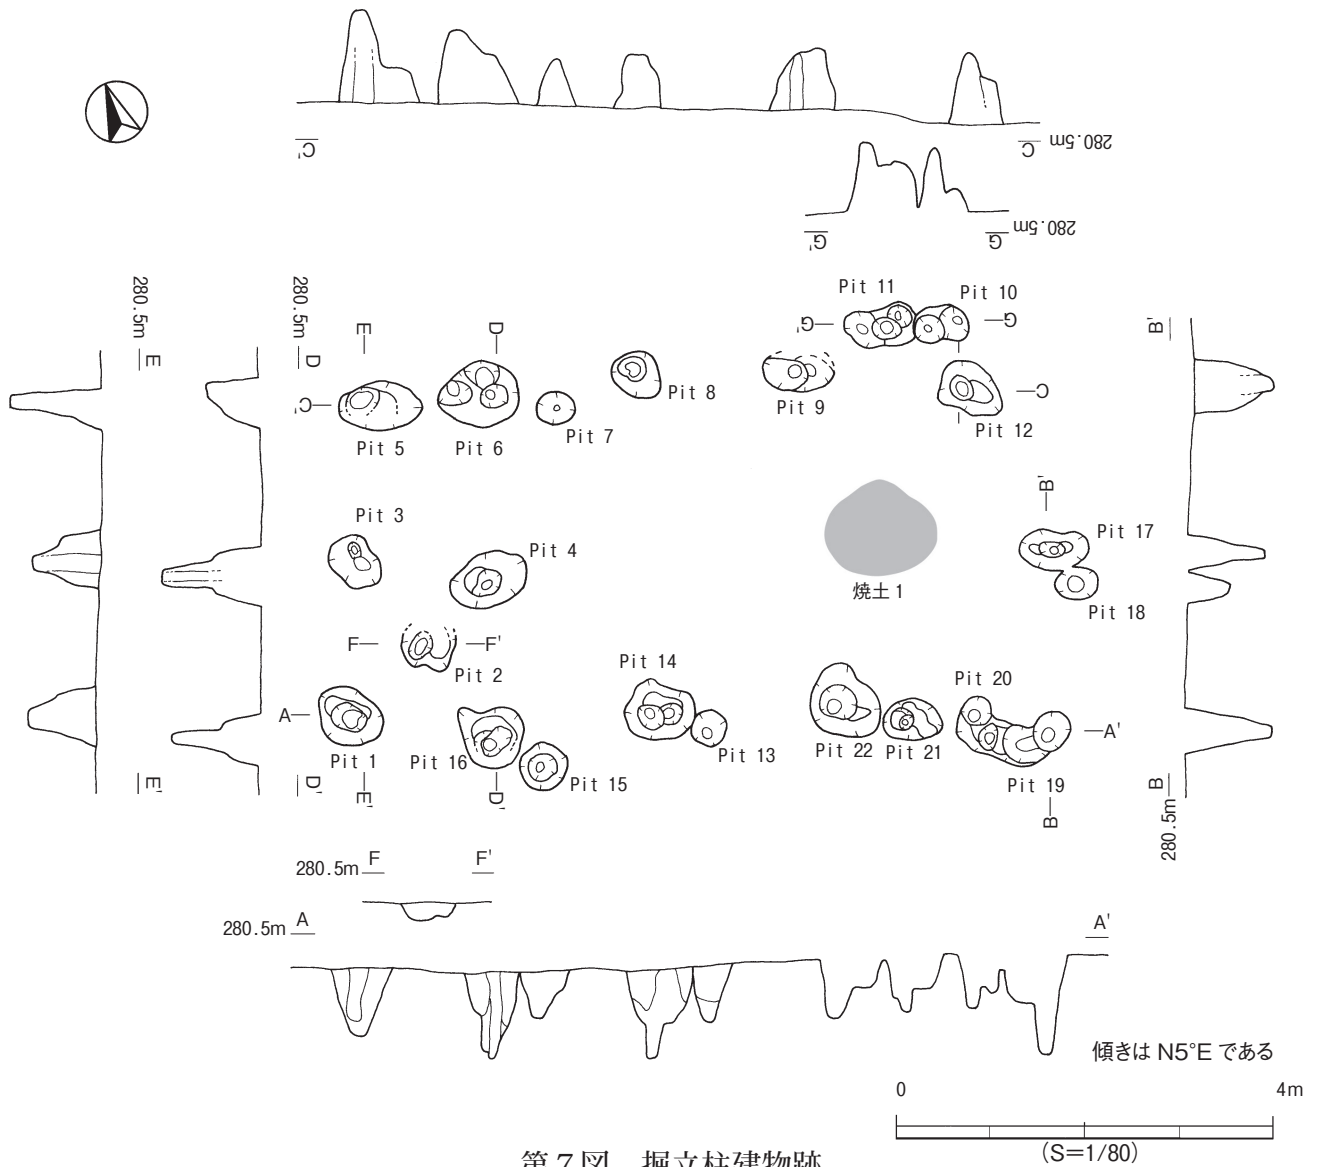 C'
C 280.5m
G'
G 280.5m
280.5m
E
280.5m
D
E
D
Pit 11
Pit 10
G'
G
B'
C'
C
Pit 5
Pit 6
Pit 7
Pit 8
Pit 9
Pit 12
Pit 3
Pit 4
B'
Pit 17
焼土1
Pit 18
F
F'
Pit 2
Pit 14
Pit 20
A
A'
Pit 1
Pit 16
Pit 15
Pit 13
Pit 22
Pit 21
Pit 19
E'
D'
E'
D'
B
B
280.5m
280.5m
F
F'
280.5m
A
A'
傾きは N5°E である
0
4m
(S=1/80)
第7図 掘立柱建物跡